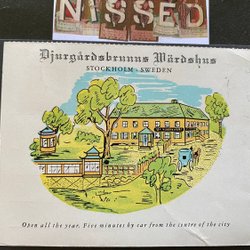 NISSED
Djurgårdsbrunns Wärdshus
STOCKHOLM · SWEDEN
Open all the year. Five minutes by car from the centre of the city